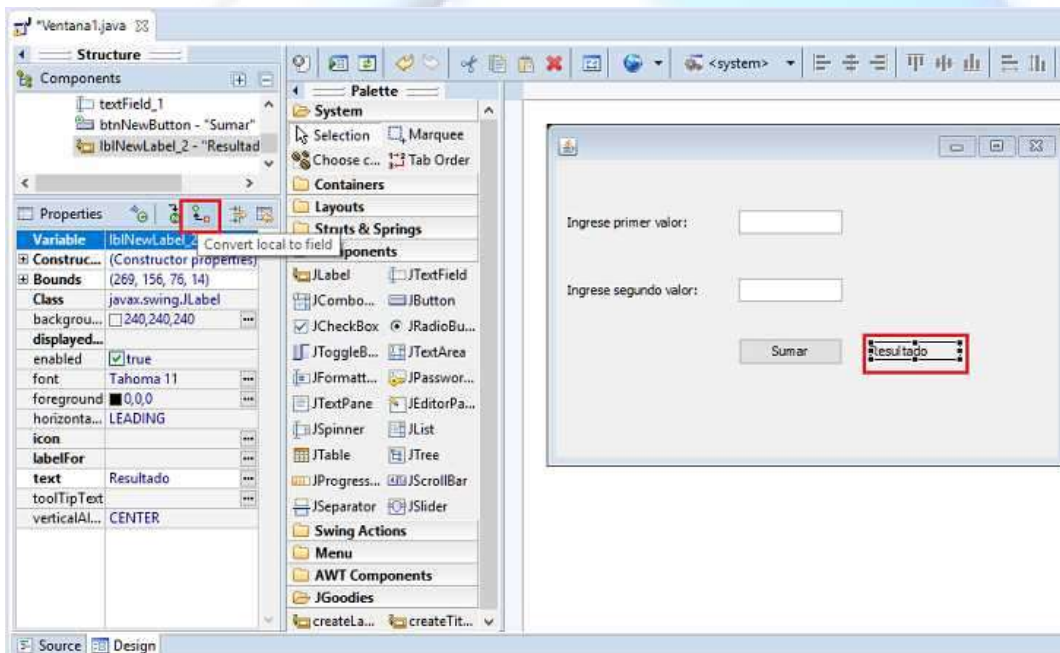 *Ventana1.java
Structure
Components
textField_1
btnNewButton - "Sumar"
lblNewLabel_2 - "Resultad
Properties
Variable lblNewLabel_2
Convert local to field
Construc... (Constructor properties)
Bounds (269, 156, 76, 14)
Class javax.swing.JLabel
backgrou... 240,240,240
displayed...
enabled true
font Tahoma 11
foreground 0,0,0
horizonta... LEADING
icon
labelFor
text Resultado
toolTipText
verticalAl... CENTER
Source Design
<system>
Palette
System
Selection Marquee
Choose c... Tab Order
Containers
Layouts
Struts & Springs
JLabel JTextField
JCombo... JButton
JCheckBox JRadioBu...
JToggleB... JTextArea
JFormatt... JPasswor...
JTextPane JEditorPa...
JSpinner JList
JTable JTree
JProgress... JScrollBar
JSeparator JSlider
Swing Actions
Menu
AWT Components
JGoodies
createLa... createTit...
Ingrese primer valor:
Ingrese segundo valor:
Sumar Resultado